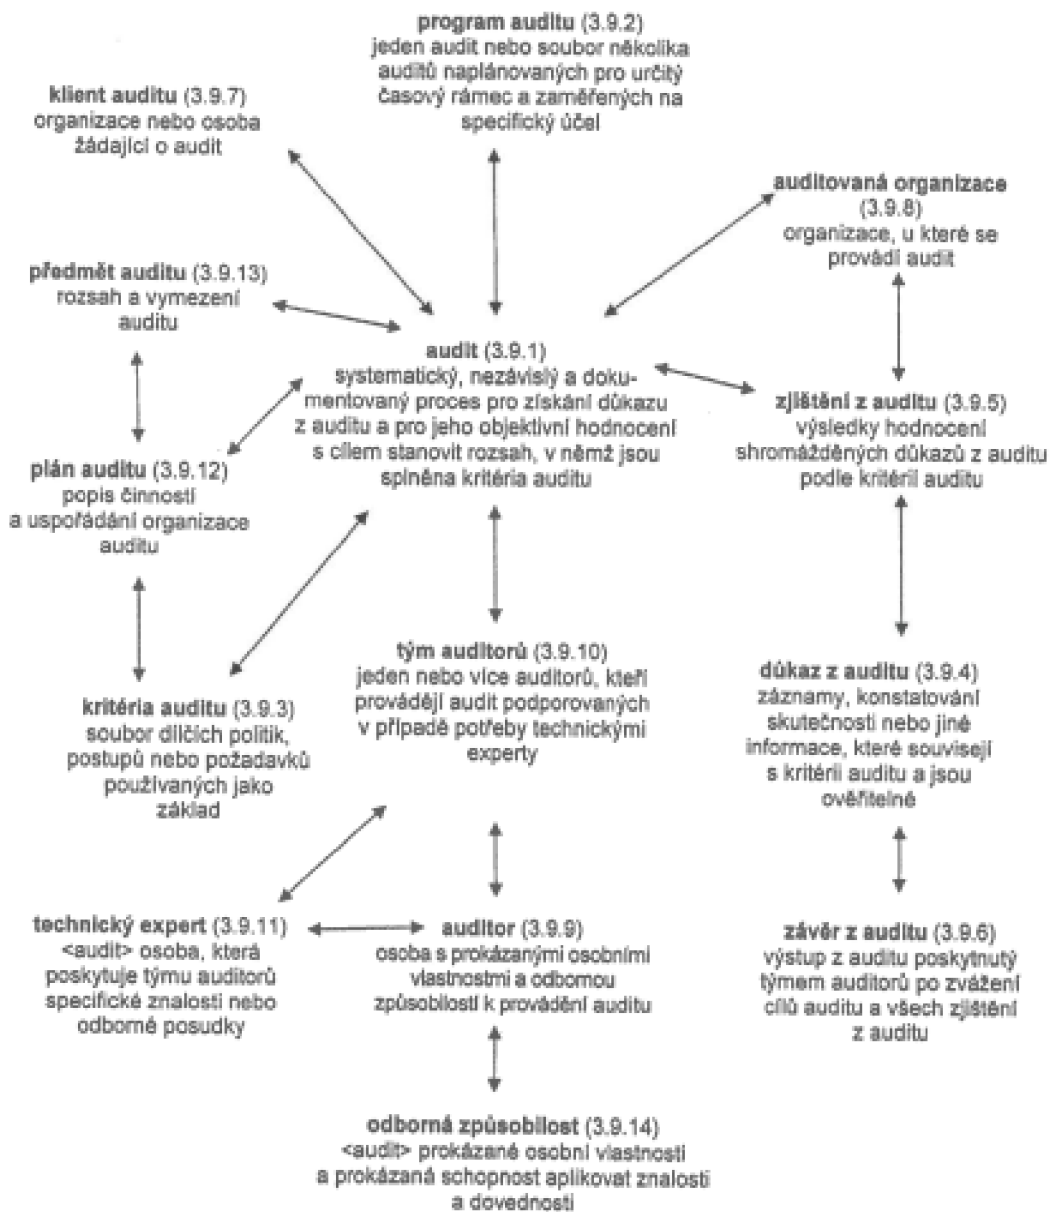 program auditu (3.9.2)
jeden audit nebo soubor několika
auditů naplánovaných pro určitý
časový rámec a zaměřených na
specifický účel
klient auditu (3.9.7)
organizace nebo osoba
žádající o audit
auditovaná organizace
(3.9.8)
organizace, u které se
provádí audit
předmět auditu (3.9.13)
rozsah a vymezení
auditu
audit (3.9.1)
systematický, nezávislý a doku-
mentovaný proces pro získání důkazu
z auditu a pro jeho objektivní hodnocení
s cílem stanovit rozsah, v němž jsou
splněna kritéria auditu
zjištění z auditu (3.9.5)
výsledky hodnocení
shromážděných důkazů z auditu
podle kritérií auditu
plán auditu (3.9.12)
popis činností
a uspořádání organizace
auditu
kritéria auditu (3.9.3)
soubor dílčích politik,
postupů nebo požadavků
používaných jako
základ
tým auditorů (3.9.10)
jeden nebo více auditorů, kteří
provádějí audit podporovaných
v případě potřeby technickými
experty
důkaz z auditu (3.9.4)
záznamy, konstatování
skutečnosti nebo jiné
informace, které souvisejí
s kritérii auditu a jsou
ověřitelné
technický expert (3.9.11)
<audit> osoba, která
poskytuje týmu auditorů
specifické znalosti nebo
odborné posudky
auditor (3.9.9)
osoba s prokázanými osobními
vlastnostmi a odbornou
způsobilostí k provádění auditu
závěr z auditu (3.9.6)
výstup z auditu poskytnutý
týmem auditorů po zvážení
cílů auditu a všech zjištění
z auditu
odborná způsobilost (3.9.14)
<audit> prokázané osobní vlastnosti
a prokázaná schopnost aplikovat znalosti
a dovednosti